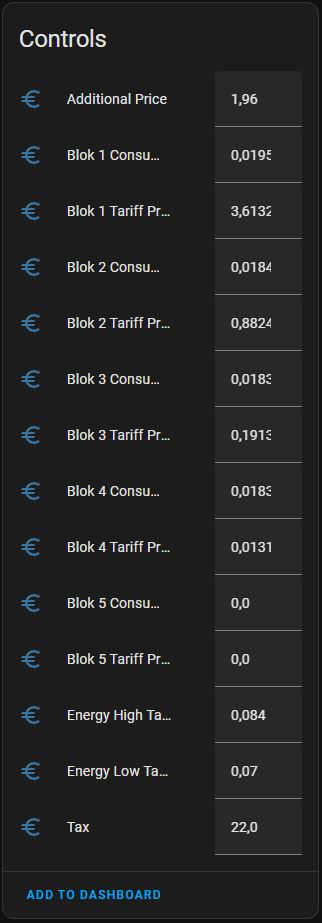 Controls
Additional Price 1,96
Blok 1 Consu... 0,0195
Blok 1 Tariff Pr... 3,6132
Blok 2 Consu... 0,0184
Blok 2 Tariff Pr... 0,8824
Blok 3 Consu... 0,0183
Blok 3 Tariff Pr... 0,1913
Blok 4 Consu... 0,0183
Blok 4 Tariff Pr... 0,0131
Blok 5 Consu... 0,0
Blok 5 Tariff Pr... 0,0
Energy High Ta... 0,084
Energy Low Ta... 0,07
Tax 22,0
ADD TO DASHBOARD